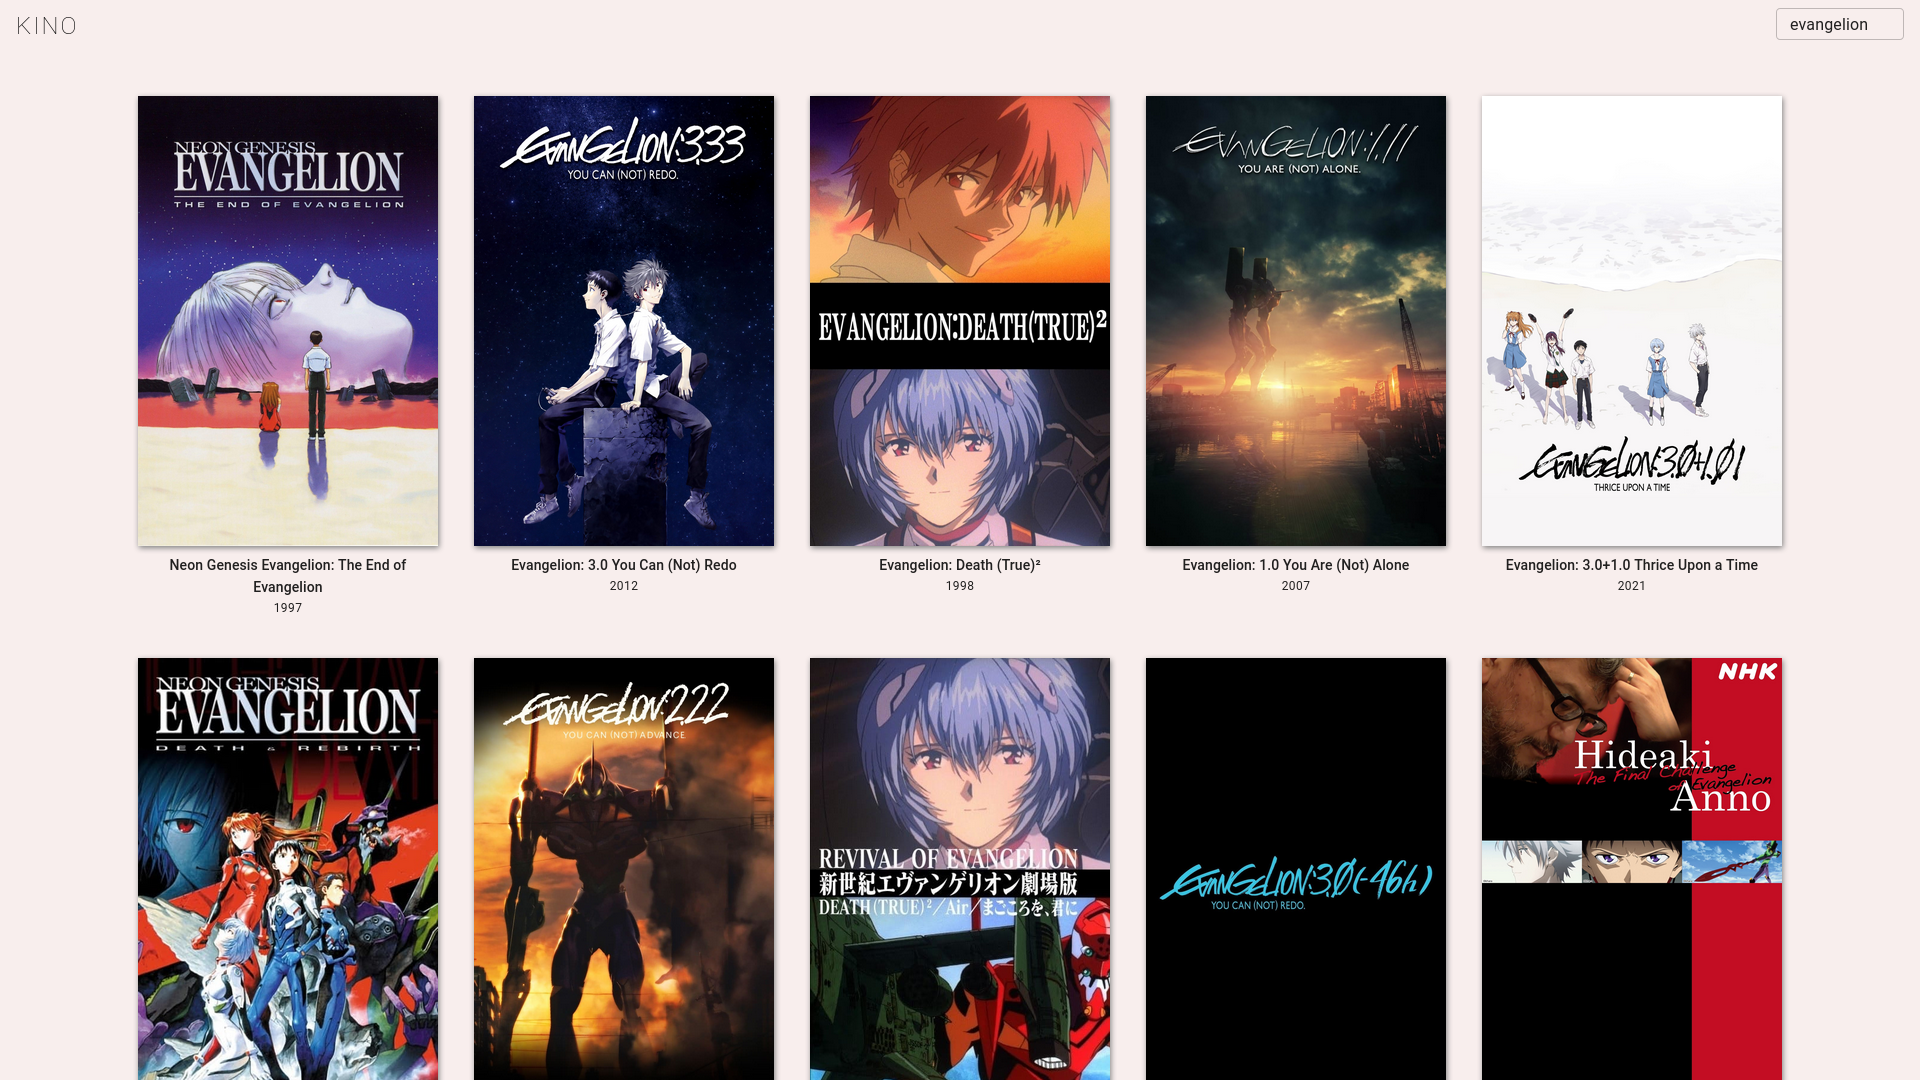 KINO
evangelion
NEON GENESIS
EVANGELION
THE END OF EVANGELION
EVANGELION:3.33
YOU CAN (NOT) REDO.
EVANGELION:DEATH(TRUE)²
EVANGELION:1.11
YOU ARE (NOT) ALONE.
EVANGELION:3.0+1.01
THRICE UPON A TIME
Neon Genesis Evangelion: The End of
Evangelion
1997
Evangelion: 3.0 You Can (Not) Redo
2012
Evangelion: Death (True)²
1998
Evangelion: 1.0 You Are (Not) Alone
2007
Evangelion: 3.0+1.0 Thrice Upon a Time
2021
NEON GENESIS
EVANGELION
DEATH & REBIRTH
DEATH
EVANGELION:2.22
YOU CAN (NOT) ADVANCE.
REVIVAL OF EVANGELION
新世紀エヴァンゲリオン劇場版
DEATH(TRUE)²／Air／まごころを、君に
EVANGELION:3.0(-46h)
YOU CAN (NOT) REDO.
NHK
Hideaki
The Final Challenge
of Evangelion
Anno